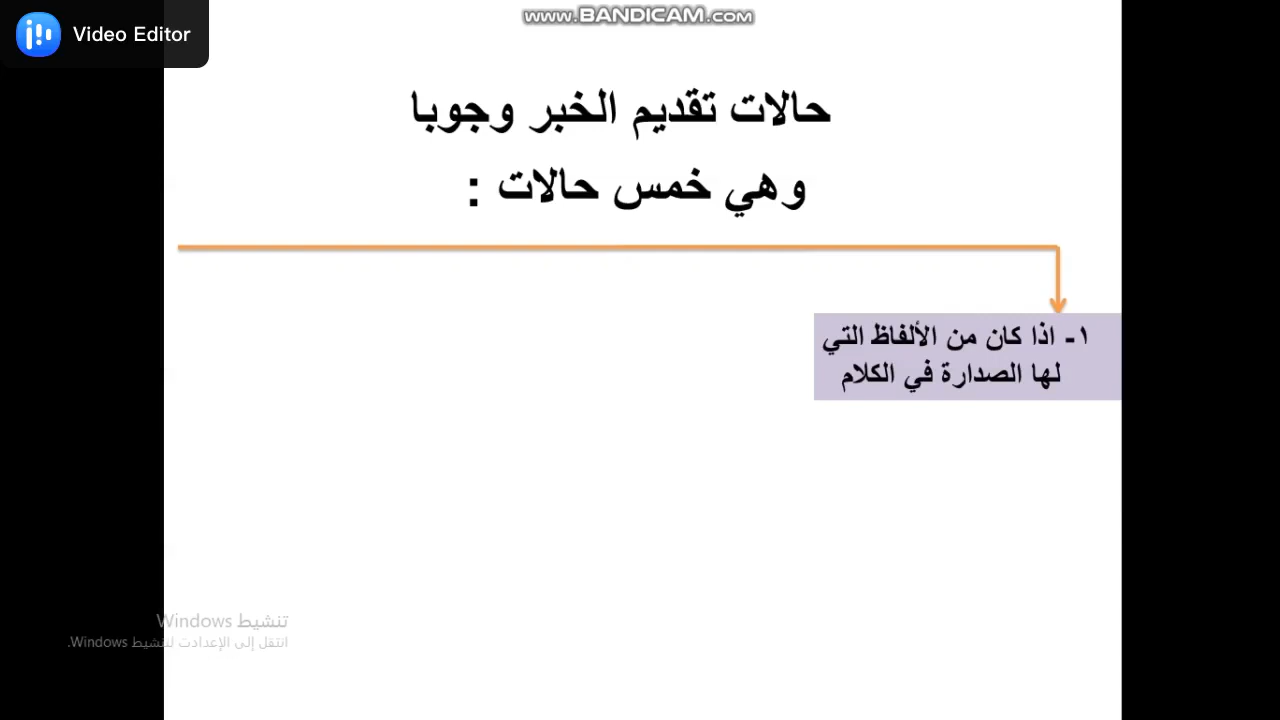 www.BANDICAM.com
Video Editor
حالات تقديم الخبر وجوبا
وهي خمس حالات :
١- اذا كان من الألفاظ التي
لها الصدارة في الكلام
تنشيط Windows
انتقل إلى الإعدادت لتنشيط Windows.